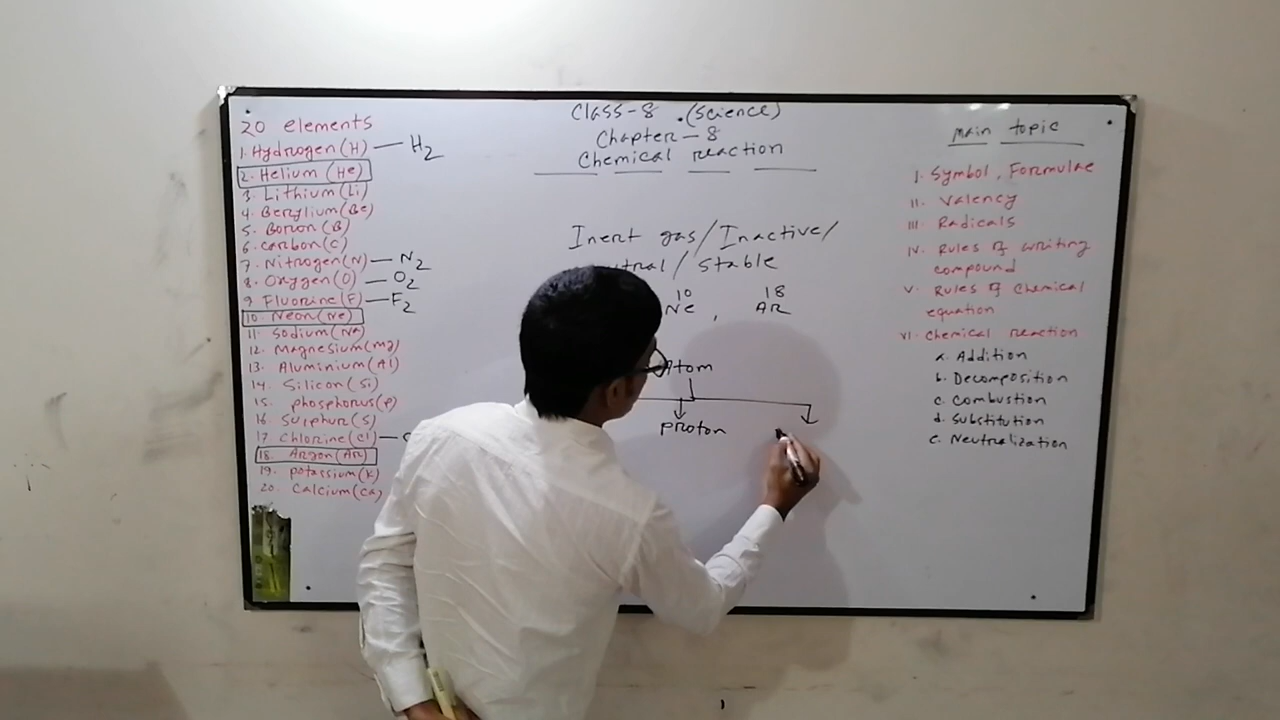 Class-8 (Science)
Chapter-8
Chemical reaction
20 elements
1. Hydrogen (H) — H2
2. Helium (He)
3. Lithium (Li)
4. Berylium (Be)
5. Boron (B)
6. Carbon (C)
7. Nitrogen (N) — N2
8. Oxygen (O) — O2
9. Fluorine (F) — F2
10. Neon (Ne)
11. Sodium (Na)
12. Magnesium (Mg)
13. Aluminium (Al)
14. Silicon (Si)
15. phosphorus (P)
16. Sulphur (S)
17. Chlorine (Cl) —
18. Argon (AR)
19. potassium (K)
20. Calcium (Ca)
Inert gas / Inactive /
/ Stable
10 18
Ne, AR
Atom
proton
Main topic
I. Symbol, Formulae
II. Valency
III. Radicals
IV. Rules of writing
compound
V. Rules of Chemical
equation
VI. Chemical reaction
a. Addition
b. Decomposition
c. Combustion
d. Substitution
e. Neutralization